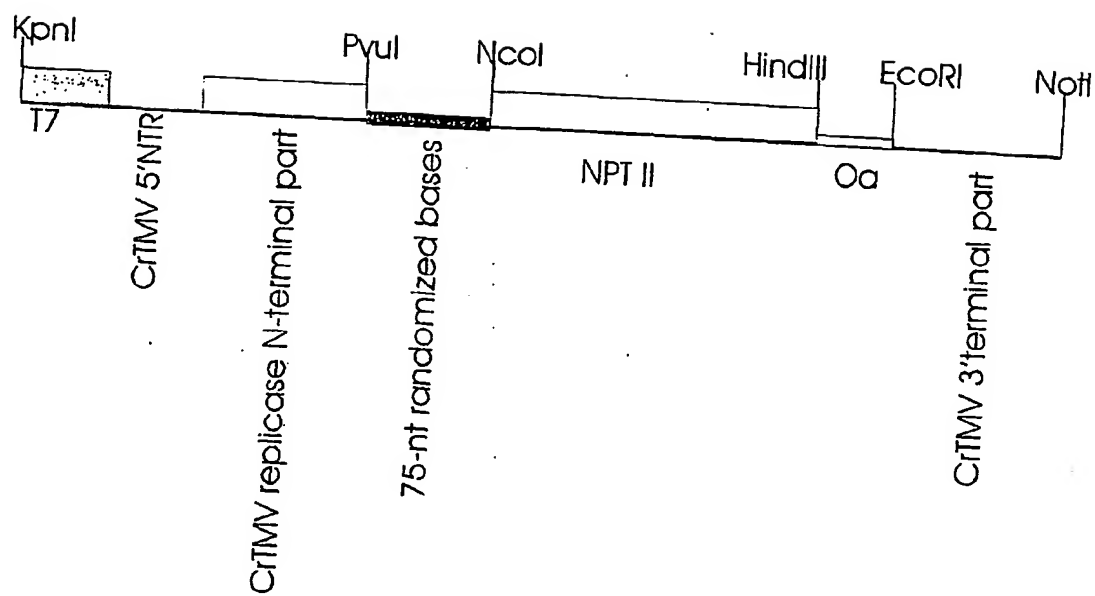 KpnI
PvuI
NcoI
HindIII
EcoRI
NotI
T7
CrTMV 5'NTR
CrTMV replicase N-terminal part
75-nt randomized bases
NPT II
Oa
CrTMV 3'terminal part